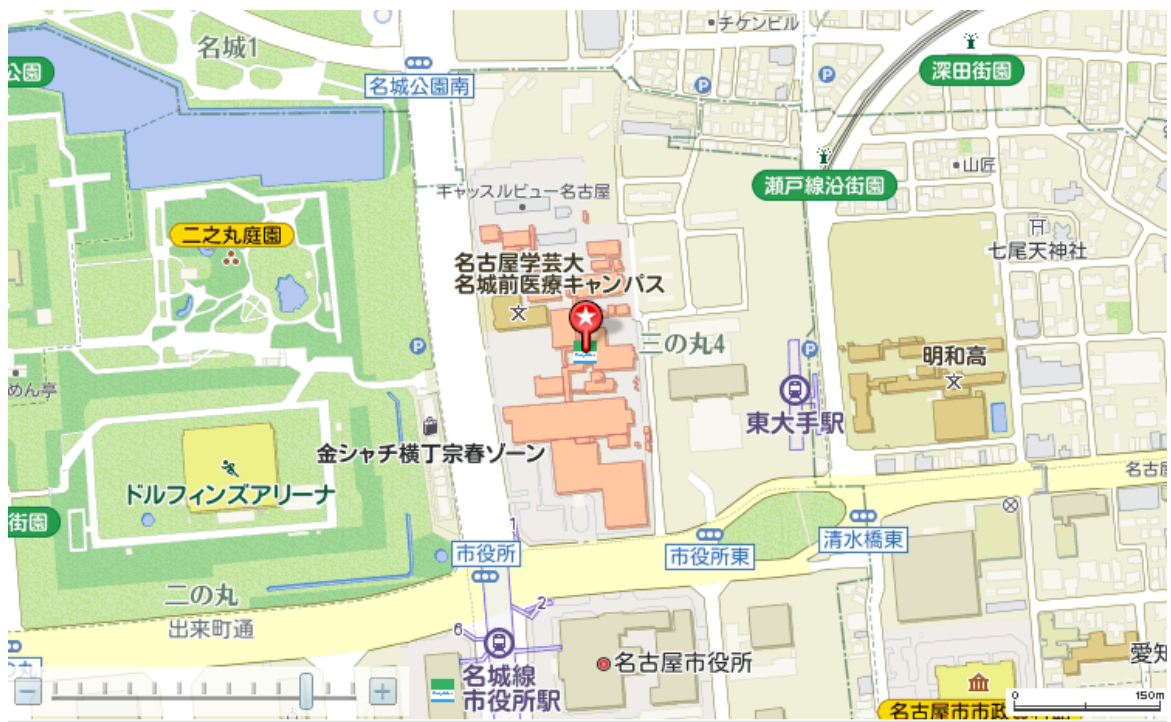 チケンビル
名城1
公園
深田街園
名城公園南
山匠
瀬戸線沿街園
キャッスルビュー名古屋
二之丸庭園
七尾天神社
名古屋学芸大
名城前医療キャンパス
三の丸4
明和高
めん亭
東大手駅
金シャチ横丁宗春ゾーン
名古屋
ドルフィンズアリーナ
街園
1
市役所
市役所東
清水橋東
二の丸
2
出来町通
6
名古屋市役所
愛知
名城線
市役所駅
0
150m
名古屋市市政